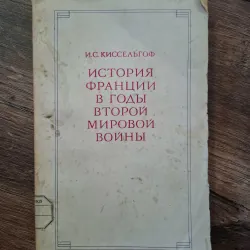 И.С. КИССЕЛЬГОФ
ИСТОРИЯ
ФРАНЦИИ
В ГОДЫ
ВТОРОЙ
МИРОВОЙ
ВОЙНЫ